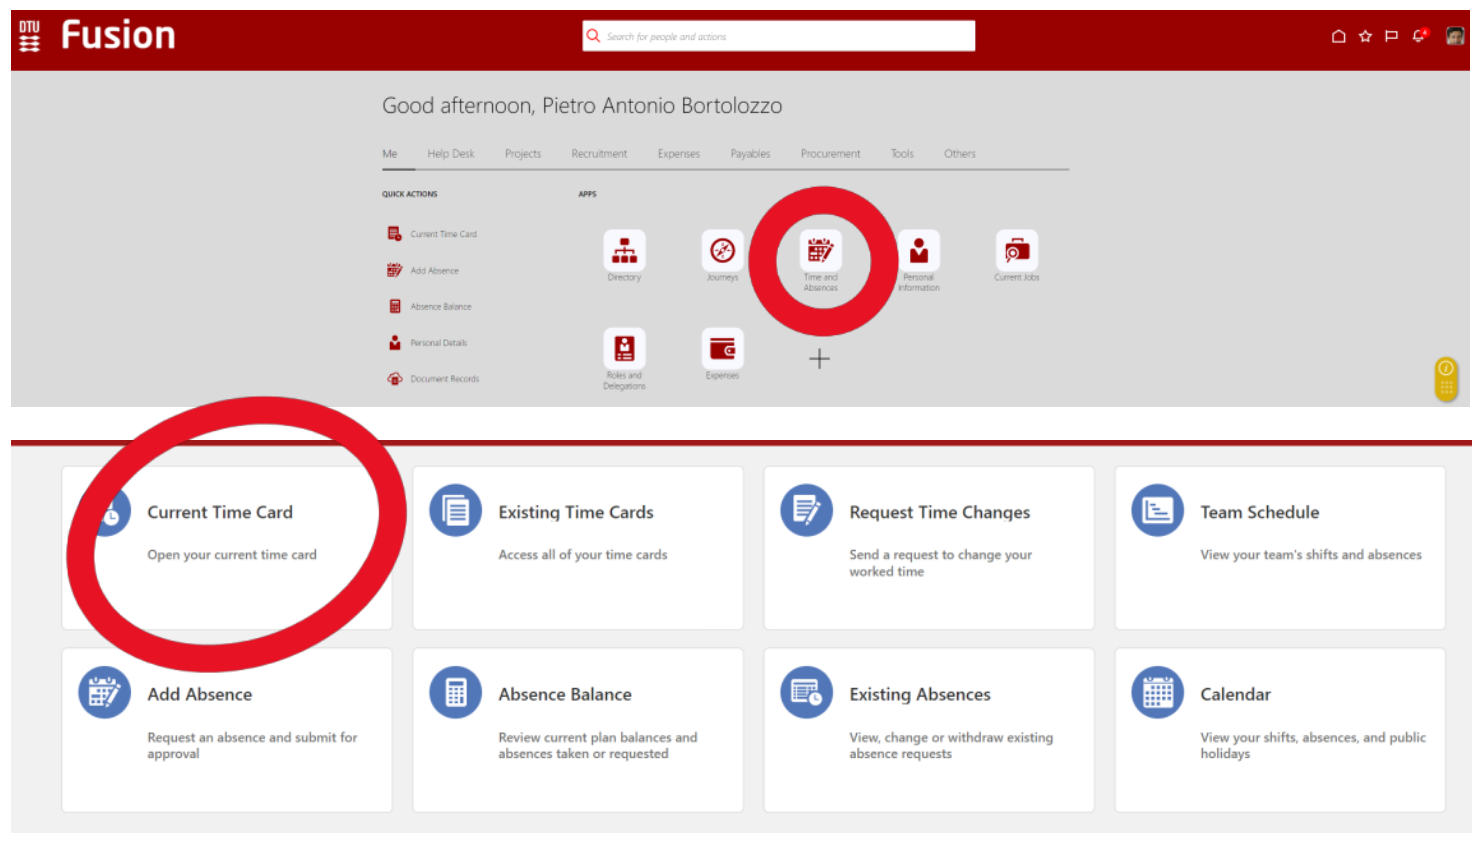 DTU Fusion
Search for people and actions
Good afternoon, Pietro Antonio Bortolozzo
Me Help Desk Projects Recruitment Expenses Payables Procurement Tools Others
QUICK ACTIONS
APPS
Current Time Card
Add Absence
Absence Balance
Personal Details
Document Records
Directory
Journeys
Time and
Absences
Personal
Information
Current Jobs
Roles and
Delegations
Expenses
Current Time Card
Open your current time card
Existing Time Cards
Access all of your time cards
Request Time Changes
Send a request to change your
worked time
Team Schedule
View your team's shifts and absences
Add Absence
Request an absence and submit for
approval
Absence Balance
Review current plan balances and
absences taken or requested
Existing Absences
View, change or withdraw existing
absence requests
Calendar
View your shifts, absences, and public
holidays